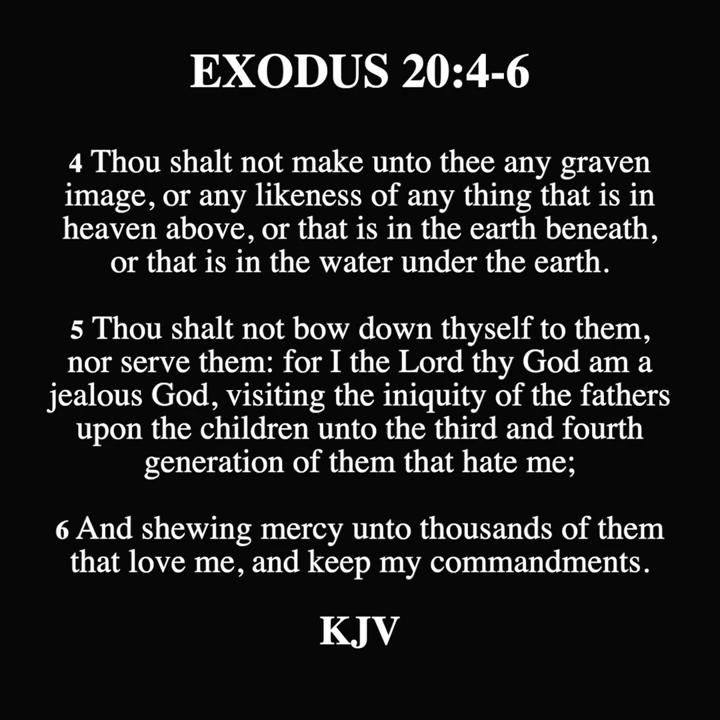 EXODUS 20:4-6
4 Thou shalt not make unto thee any graven
image, or any likeness of any thing that is in
heaven above, or that is in the earth beneath,
or that is in the water under the earth.
5 Thou shalt not bow down thyself to them,
nor serve them: for I the Lord thy God am a
jealous God, visiting the iniquity of the fathers
upon the children unto the third and fourth
generation of them that hate me;
6 And shewing mercy unto thousands of them
that love me, and keep my commandments.
KJV